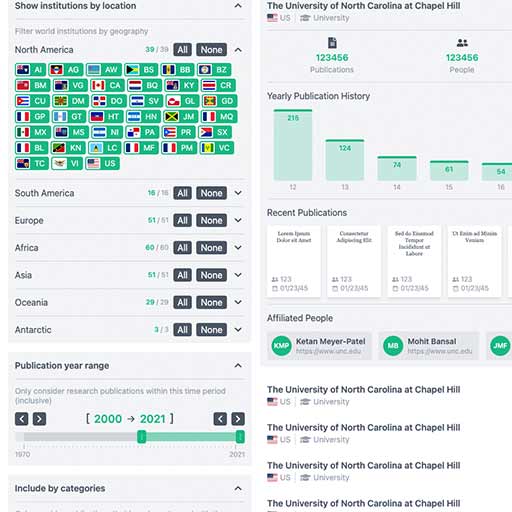 Show institutions by location
Filter world institutions by geography
North America 39 / 39 All None
AI AG AW BS BB BZ
BM VG CA BQ KY CR
CU DM DO SV GL GD
GP GT HT HN JM MQ
MX MS NI PA PR SX
BL KN LC MF PM VC
TC VI US
South America 16 / 16 All None
Europe 51 / 51 All None
Africa 60 / 60 All None
Asia 51 / 51 All None
Oceania 29 / 29 All None
Antarctic 3 / 3 All None
Publication year range
Only consider research publications within this time period
(inclusive)
[ 2000 → 2021 ]
1970 2021
Include by categories
The University of North Carolina at Chapel Hill
US University
123456 123456
Publications People
Yearly Publication History
215
124
74
61
54
12 13 14 15 16
Recent Publications
Lorem Ipsum
Dolor sit Amet
123
01/23/45
Consectetur
Adipiscing Elit
123
01/23/45
Sed do Eiusmod
Tempor
Incididunt ut
Labore
123
01/23/45
Ut Enim ad Minim
Veniam
123
01/23/45
Affiliated People
KMP Ketan Meyer-Patel
https://www.unc.edu
MB Mohit Bansal
https://www.unc.edu
JMF
The University of North Carolina at Chapel Hill
US University
The University of North Carolina at Chapel Hill
US University
The University of North Carolina at Chapel Hill
US University
The University of North Carolina at Chapel Hill